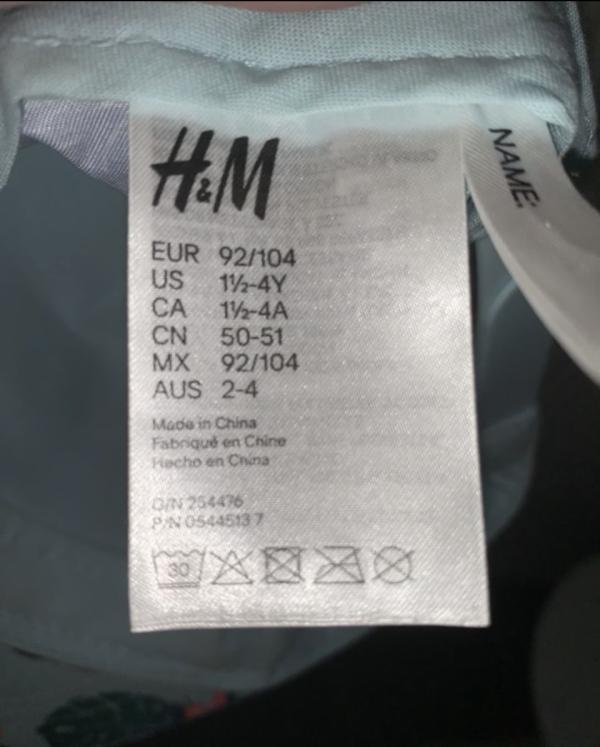 H&M
EUR 92/104
US 1½-4Y
CA 1½-4A
CN 50-51
MX 92/104
AUS 2-4
Made in China
Fabriqué en Chine
Hecho en China
O/N 254476
P/N 0544513 7
30
NAME: